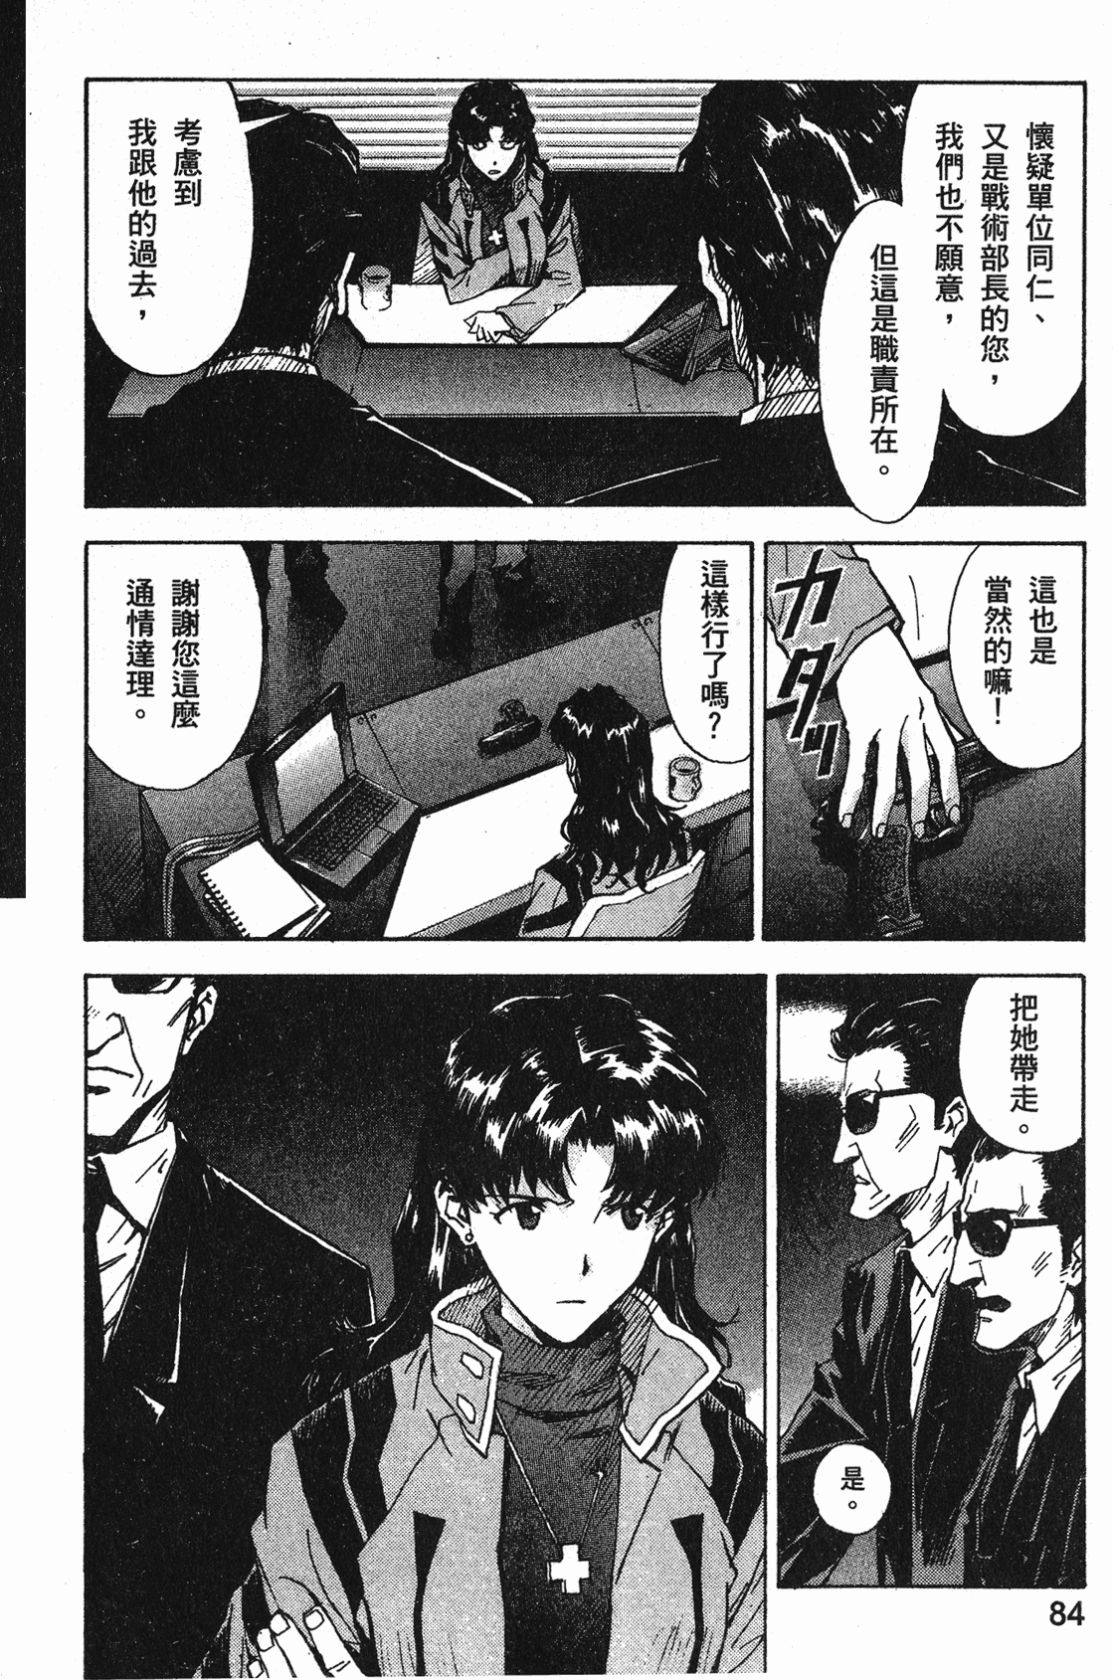 懷疑單位同仁、
又是戰術部長的您，
我們也不願意，
但這是職責所在。
考慮到
我跟他的過去，
這也是
當然的嘛！
カタッ
這樣行了嗎？
謝謝您這麼
通情達理。
把她帶走。
是。
84